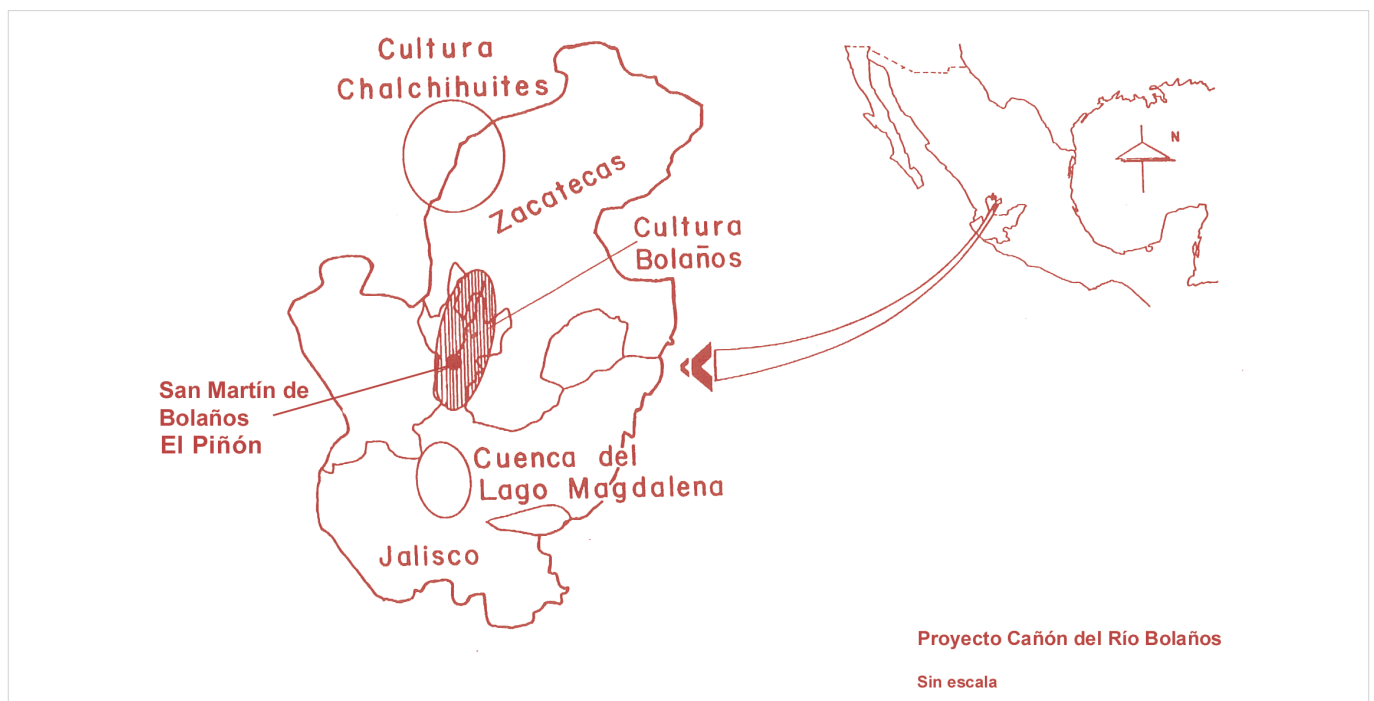 Cultura
Chalchihuites
Zacatecas
Cultura
Bolaños
San Martín de
Bolaños
El Piñón
Cuenca del
Lago Magdalena
Jalisco
N
Proyecto Cañón del Río Bolaños
Sin escala